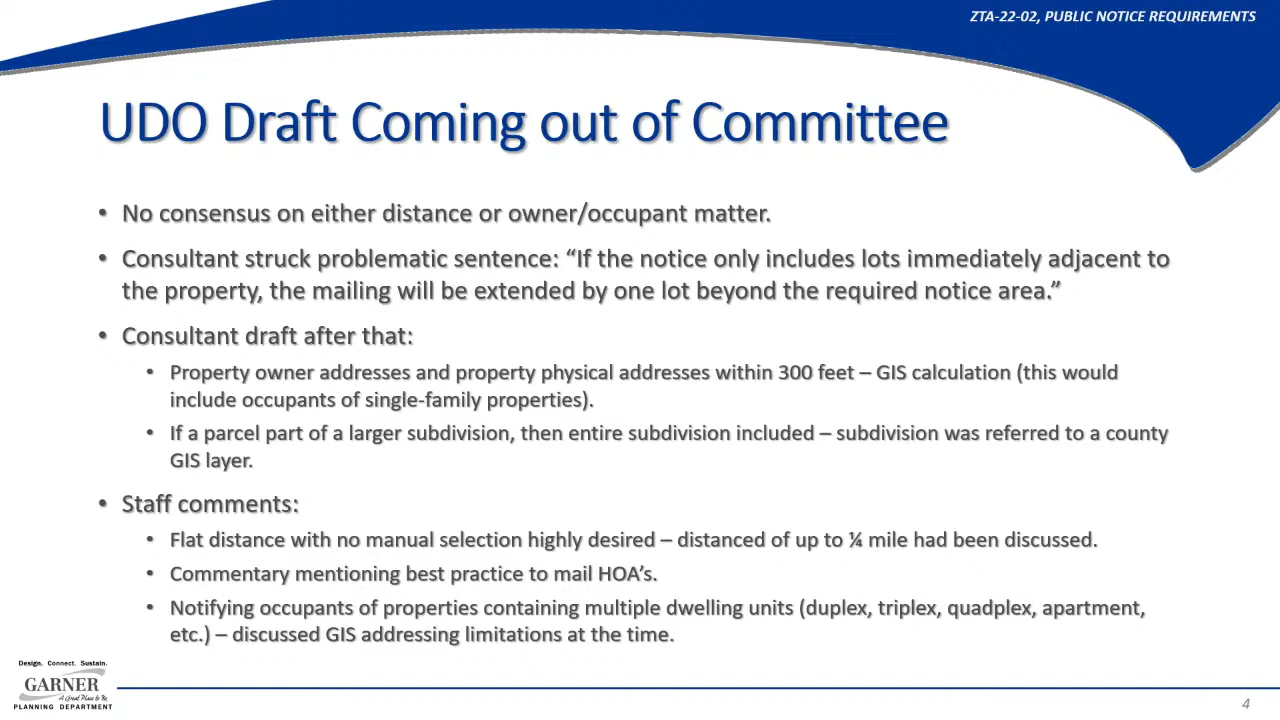 ZTA-22-02, PUBLIC NOTICE REQUIREMENTS
UDO Draft Coming out of Committee
• No consensus on either distance or owner/occupant matter.
• Consultant struck problematic sentence: “If the notice only includes lots immediately adjacent to
the property, the mailing will be extended by one lot beyond the required notice area.”
• Consultant draft after that:
• Property owner addresses and property physical addresses within 300 feet – GIS calculation (this would
include occupants of single-family properties).
• If a parcel part of a larger subdivision, then entire subdivision included – subdivision was referred to a county
GIS layer.
• Staff comments:
• Flat distance with no manual selection highly desired – distanced of up to ¼ mile had been discussed.
• Commentary mentioning best practice to mail HOA’s.
• Notifying occupants of properties containing multiple dwelling units (duplex, triplex, quadplex, apartment,
etc.) – discussed GIS addressing limitations at the time.
Design. Connect. Sustain.
GARNER
A Great Place to Be
PLANNING DEPARTMENT
4